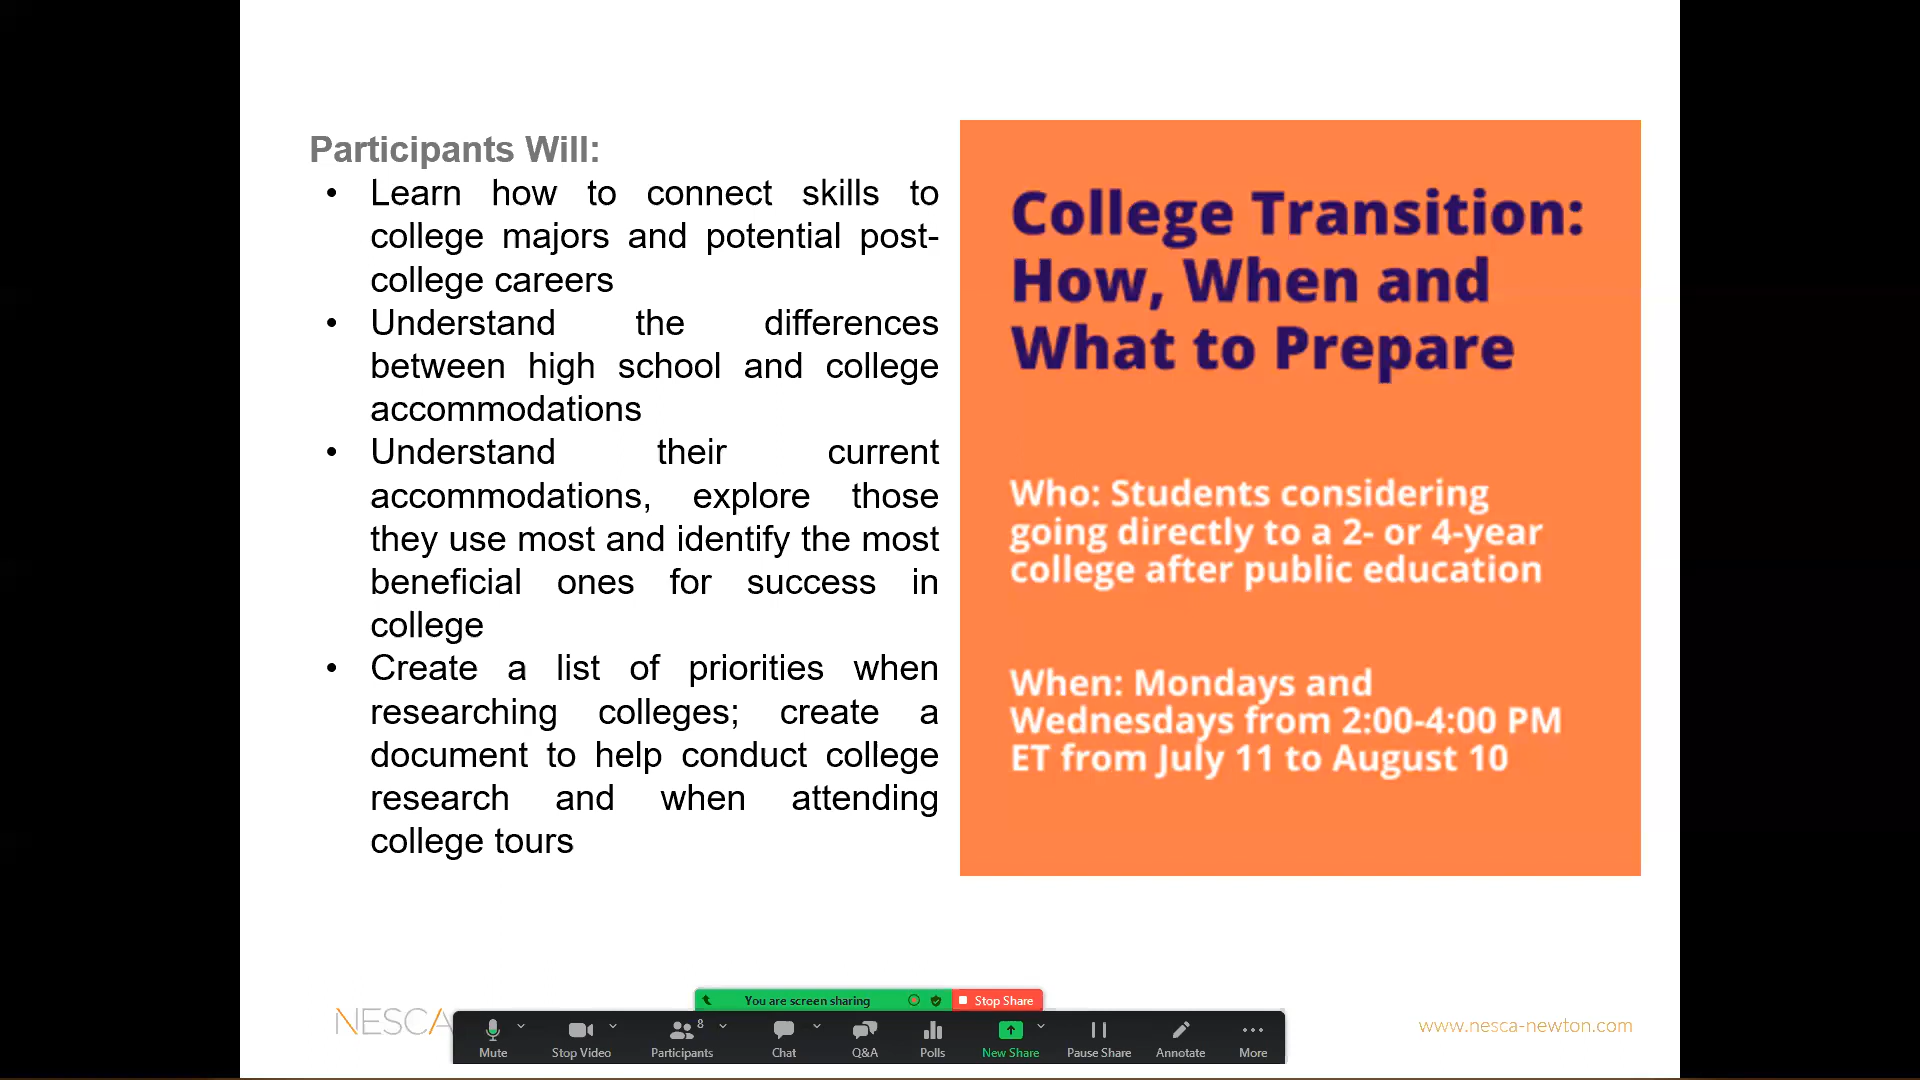 Participants Will:
• Learn how to connect skills to
college majors and potential post-
college careers
• Understand the differences
between high school and college
accommodations
• Understand their current
accommodations, explore those
they use most and identify the most
beneficial ones for success in
college
• Create a list of priorities when
researching colleges; create a
document to help conduct college
research and when attending
college tours
College Transition:
How, When and
What to Prepare
Who: Students considering
going directly to a 2- or 4-year
college after public education
When: Mondays and
Wednesdays from 2:00-4:00 PM
ET from July 11 to August 10
NESCA
You are screen sharing
Stop Share
8
Mute
Stop Video
Participants
Chat
Q&A
Polls
New Share
Pause Share
Annotate
More
www.nesca-newton.com